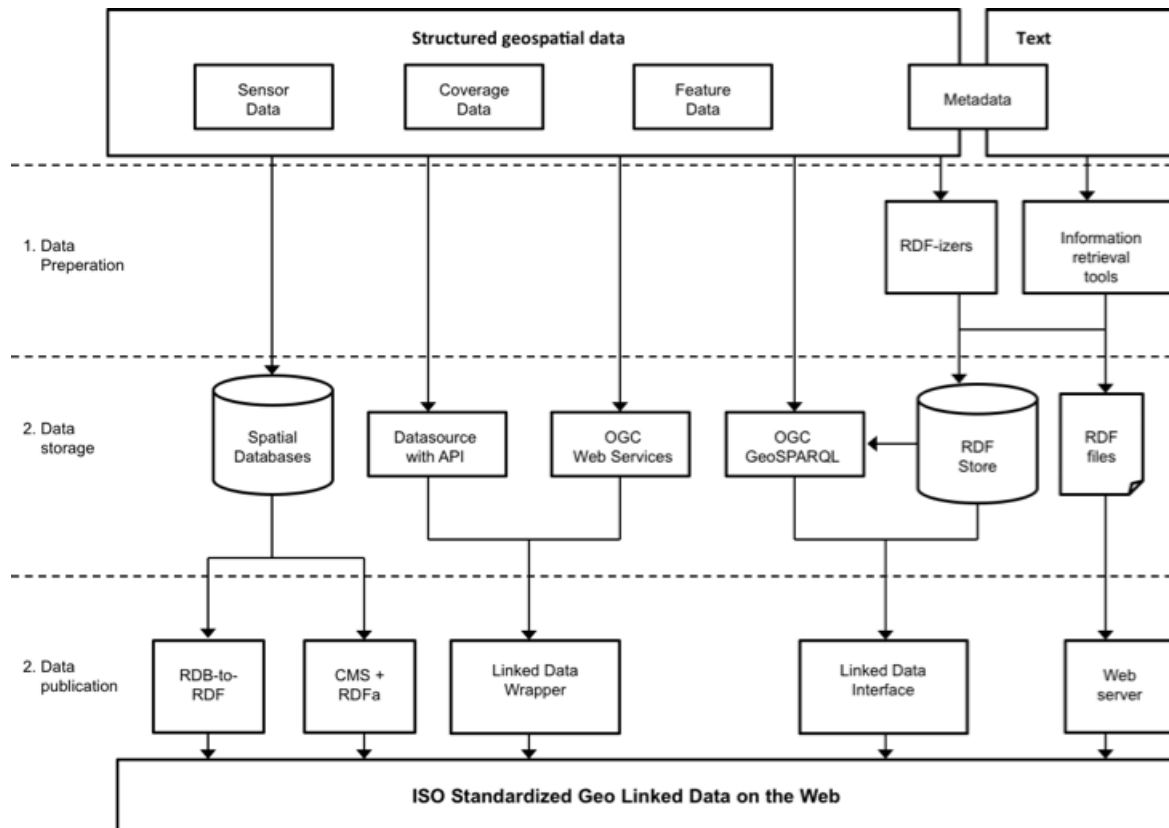 Structured geospatial data
Text
Sensor
Data
Coverage
Data
Feature
Data
Metadata
1. Data
Preperation
RDF-izers
Information
retrieval
tools
2. Data
storage
Spatial
Databases
Datasource
with API
OGC
Web Services
OGC
GeoSPARQL
RDF
Store
RDF
files
2. Data
publication
RDB-to-
RDF
CMS +
RDFa
Linked Data
Wrapper
Linked Data
Interface
Web
server
ISO Standardized Geo Linked Data on the Web